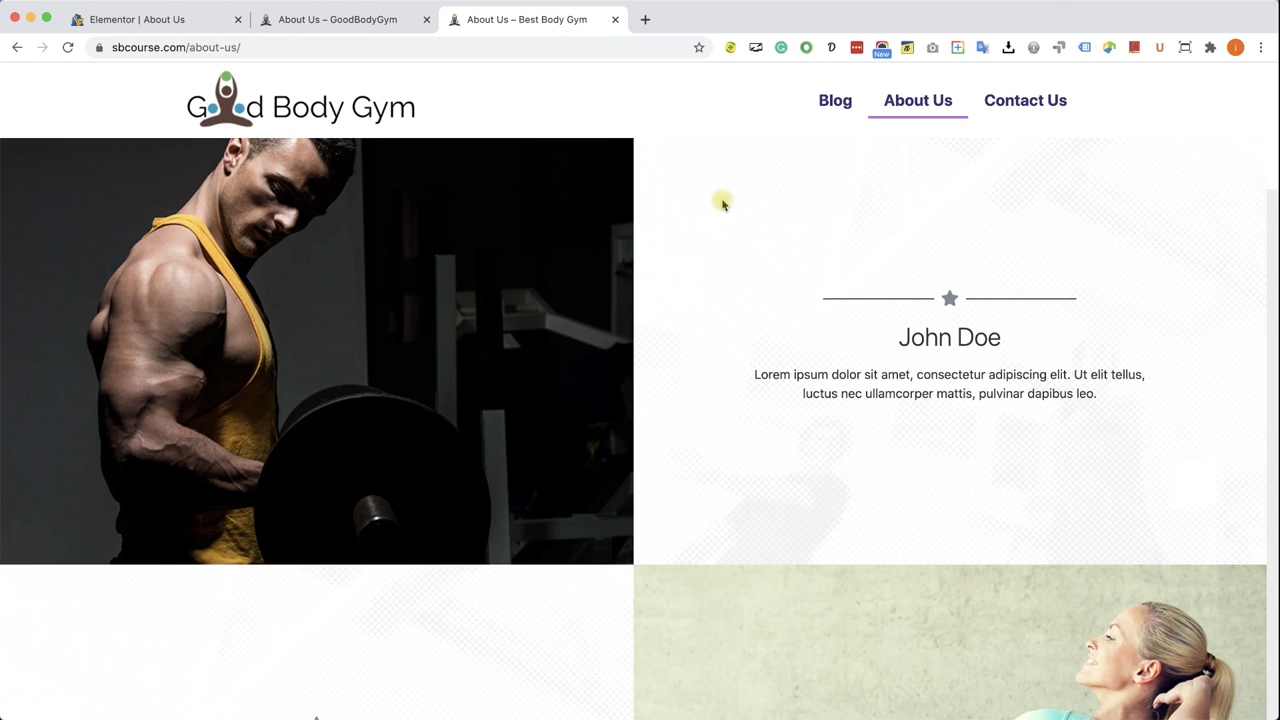 Elementor | About Us
About Us – GoodBodyGym
About Us – Best Body Gym
sbcourse.com/about-us/
New
Good Body Gym
Blog
About Us
Contact Us
John Doe
Lorem ipsum dolor sit amet, consectetur adipiscing elit. Ut elit tellus,
luctus nec ullamcorper mattis, pulvinar dapibus leo.